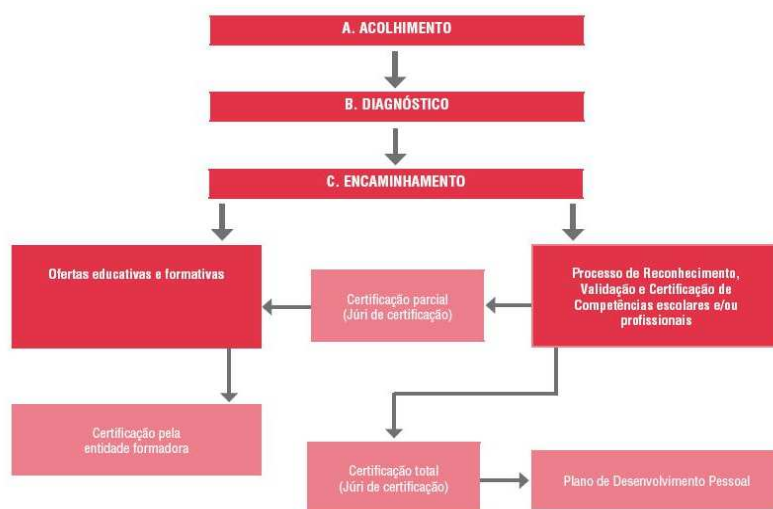 A. ACOLHIMENTO
B. DIAGNÓSTICO
C. ENCAMINHAMENTO
Ofertas educativas e formativas
Certificação parcial
(Júri de certificação)
Processo de Reconhecimento,
Validação e Certificação de
Competências escolares e/ou
profissionais
Certificação pela
entidade formadora
Certificação total
(Júri de certificação)
Plano de Desenvolvimento Pessoal